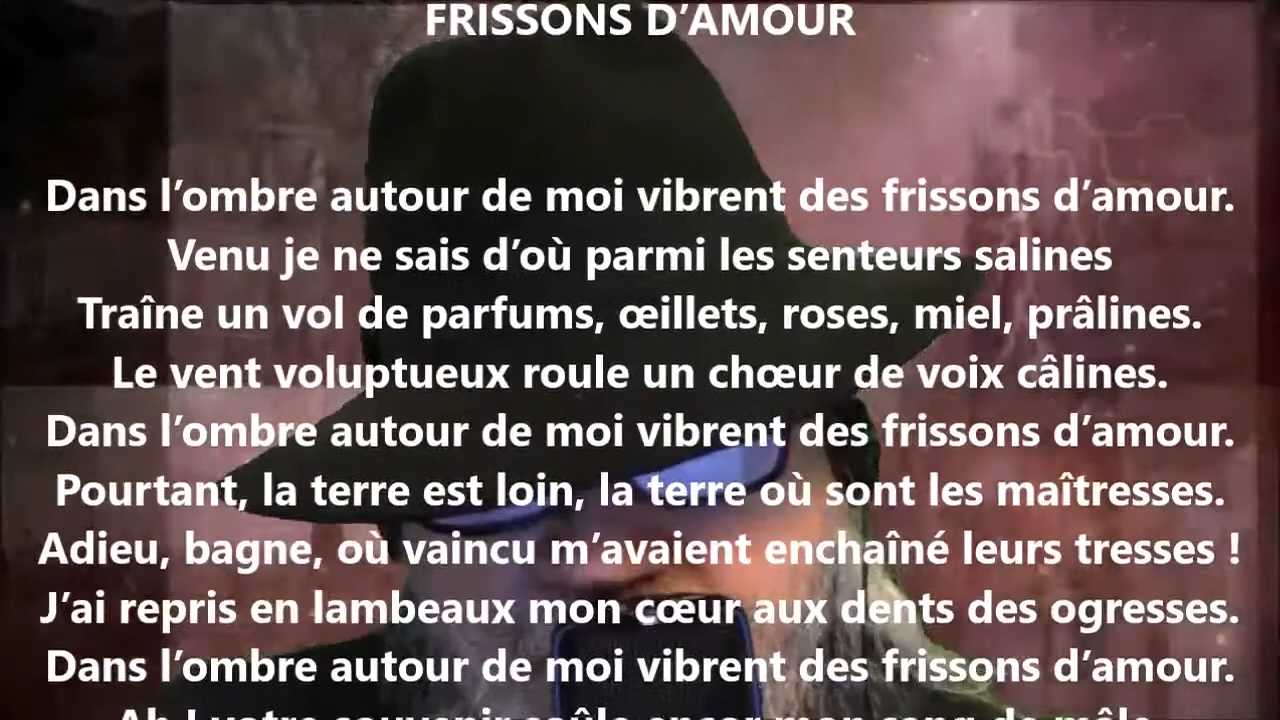 FRISSONS D’AMOUR
Dans l’ombre autour de moi vibrent des frissons d’amour.
Venu je ne sais d’où parmi les senteurs salines
Traîne un vol de parfums, œillets, roses, miel, prâlines.
Le vent voluptueux roule un chœur de voix câlines.
Dans l’ombre autour de moi vibrent des frissons d’amour.
Pourtant, la terre est loin, la terre où sont les maîtresses.
Adieu, bagne, où vaincu m’avaient enchaîné leurs tresses !
J’ai repris en lambeaux mon cœur aux dents des ogresses.
Dans l’ombre autour de moi vibrent des frissons d’amour.